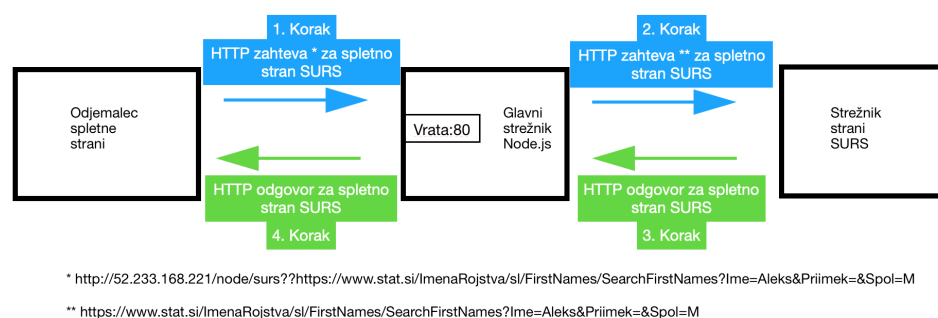 1. Korak
HTTP zahteva * za spletno
stran SURS
2. Korak
HTTP zahteva ** za spletno
stran SURS
Odjemalec
spletne
strani
Vrata:80
Glavni
strežnik
Node.js
Strežnik
strani
SURS
HTTP odgovor za spletno
stran SURS
4. Korak
HTTP odgovor za spletno
stran SURS
3. Korak
* http://52.233.168.221/node/surs??https://www.stat.si/ImenaRojstva/sl/FirstNames/SearchFirstNames?Ime=Aleks&Priimek=&Spol=M
** https://www.stat.si/ImenaRojstva/sl/FirstNames/SearchFirstNames?Ime=Aleks&Priimek=&Spol=M